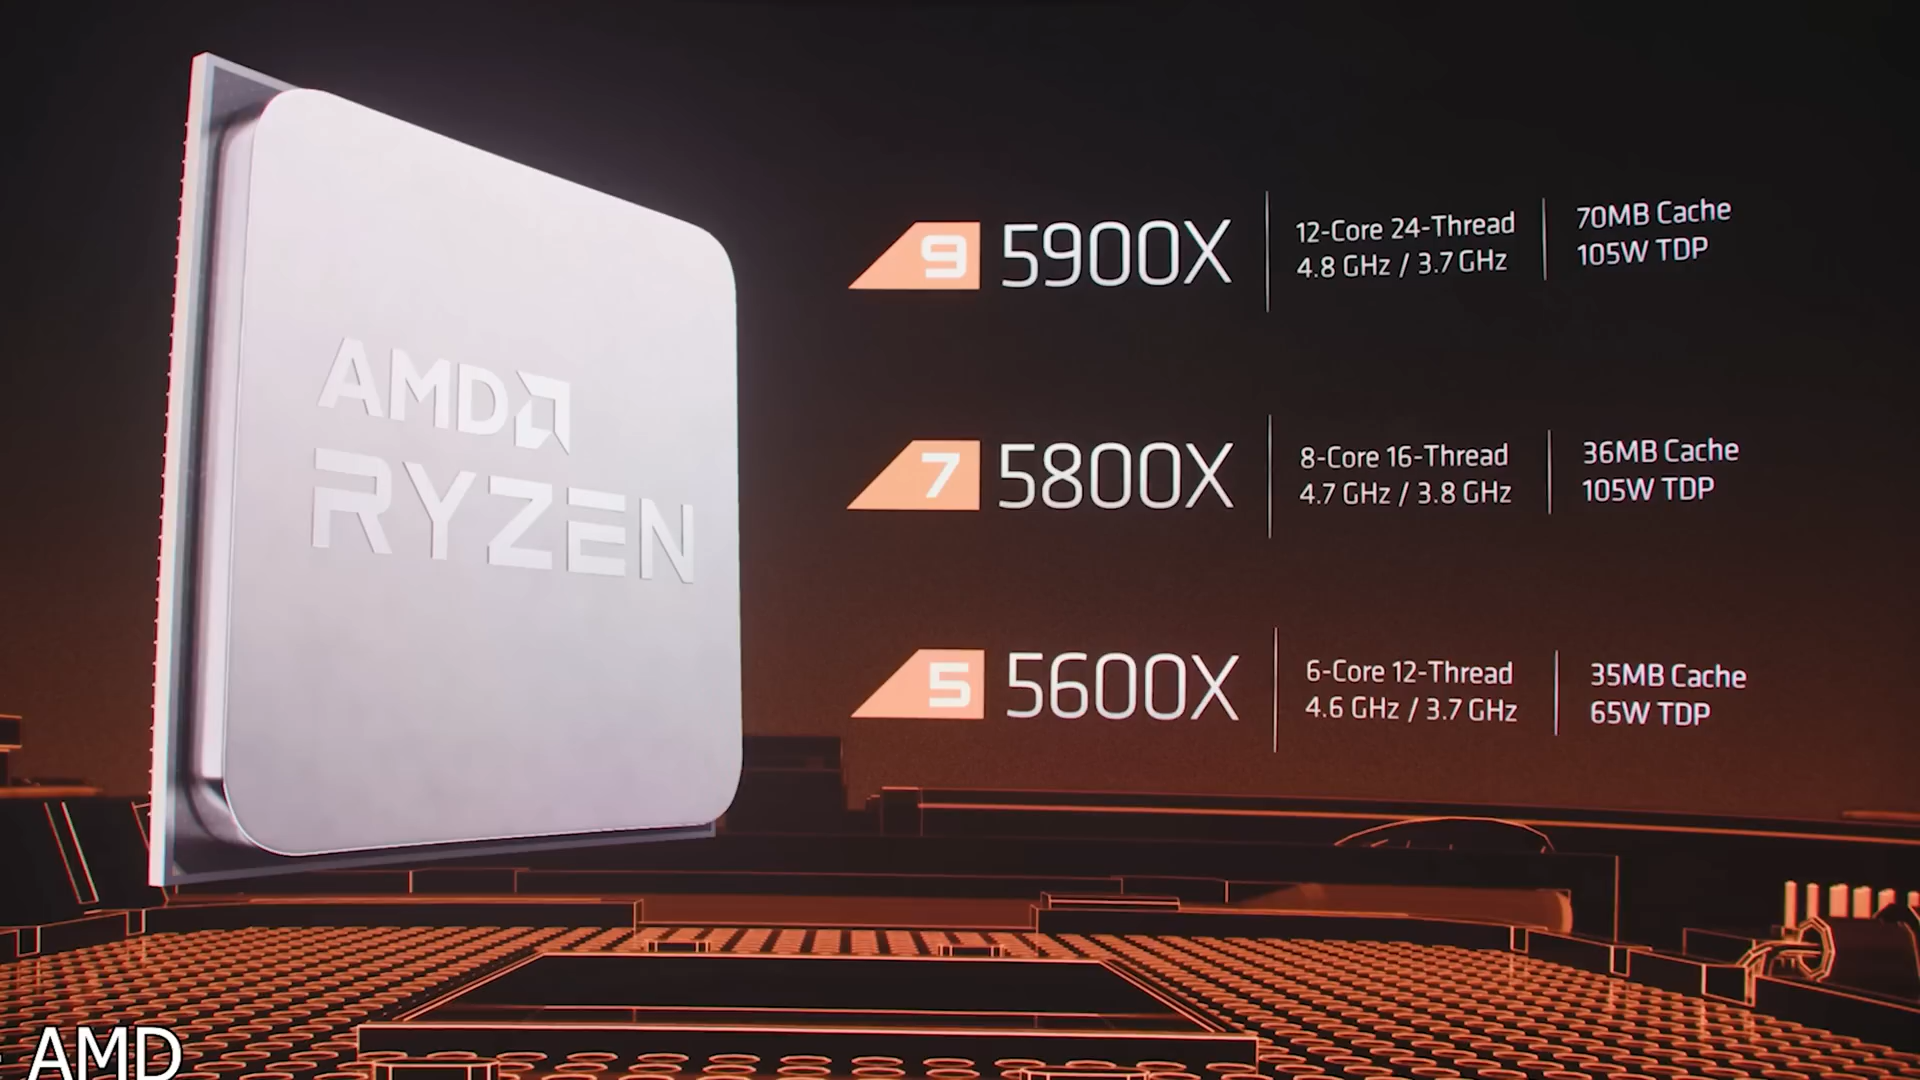 AMD
RYZEN
9 5900X
12-Core 24-Thread
4.8 GHz / 3.7 GHz
70MB Cache
105W TDP
7 5800X
8-Core 16-Thread
4.7 GHz / 3.8 GHz
36MB Cache
105W TDP
5 5600X
6-Core 12-Thread
4.6 GHz / 3.7 GHz
35MB Cache
65W TDP
AMD